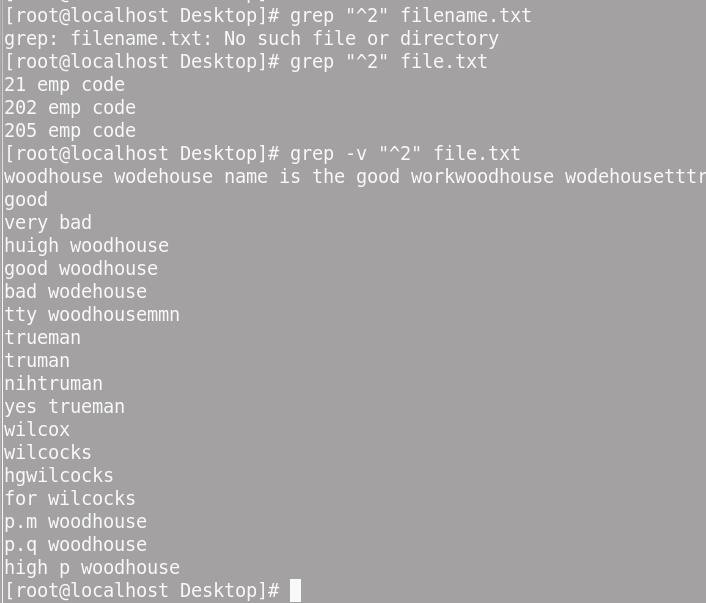 [root@localhost Desktop]# grep "^2" filename.txt
grep: filename.txt: No such file or directory
[root@localhost Desktop]# grep "^2" file.txt
21 emp code
202 emp code
205 emp code
[root@localhost Desktop]# grep -v "^2" file.txt
woodhouse wodehouse name is the good workwoodhouse wodehousetttr
good
very bad
huigh woodhouse
good woodhouse
bad wodehouse
tty woodhousemmn
trueman
truman
nihtruman
yes trueman
wilcox
wilcocks
hgwilcocks
for wilcocks
p.m woodhouse
p.q woodhouse
high p woodhouse
[root@localhost Desktop]#